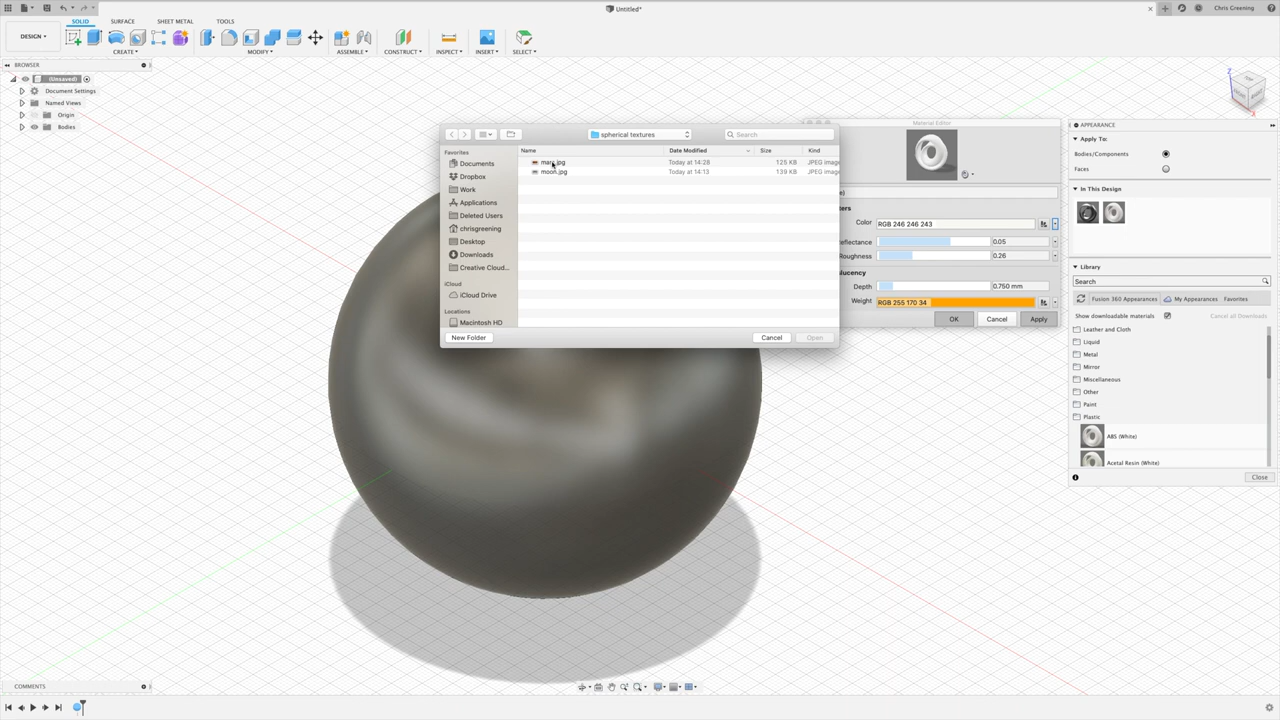 Untitled*
Chris Greening
SOLID
SURFACE
SHEET METAL
TOOLS
DESIGN
CREATE
MODIFY
ASSEMBLE
CONSTRUCT
INSPECT
INSERT
SELECT
BROWSER
(Unsaved)
Document Settings
Named Views
Origin
Bodies
spherical textures
Search
Name
Date Modified
Size
Kind
Today at 14:28
125 KB
JPEG image
moon.jpg
Today at 14:13
139 KB
JPEG image
Favorites
Documents
Dropbox
Work
Applications
Deleted Users
chrisgreening
Desktop
Downloads
Creative Cloud...
iCloud
iCloud Drive
Locations
Macintosh HD
New Folder
Cancel
Open
Material Editor
Color
RGB 246 246 243
eflectance
0.05
Roughness
0.26
lucency
Depth
0.750 mm
Weight
RGB 255 170 34
OK
Cancel
Apply
Z
APPEARANCE
Apply To:
Bodies/Components
Faces
In This Design
Library
Search
Fusion 360 Appearances
My Appearances
Favorites
Show downloadable materials
Cancel all Downloads
Leather and Cloth
Liquid
Metal
Mirror
Miscellaneous
Other
Paint
Plastic
ABS (White)
Acetal Resin (White)
Close
COMMENTS